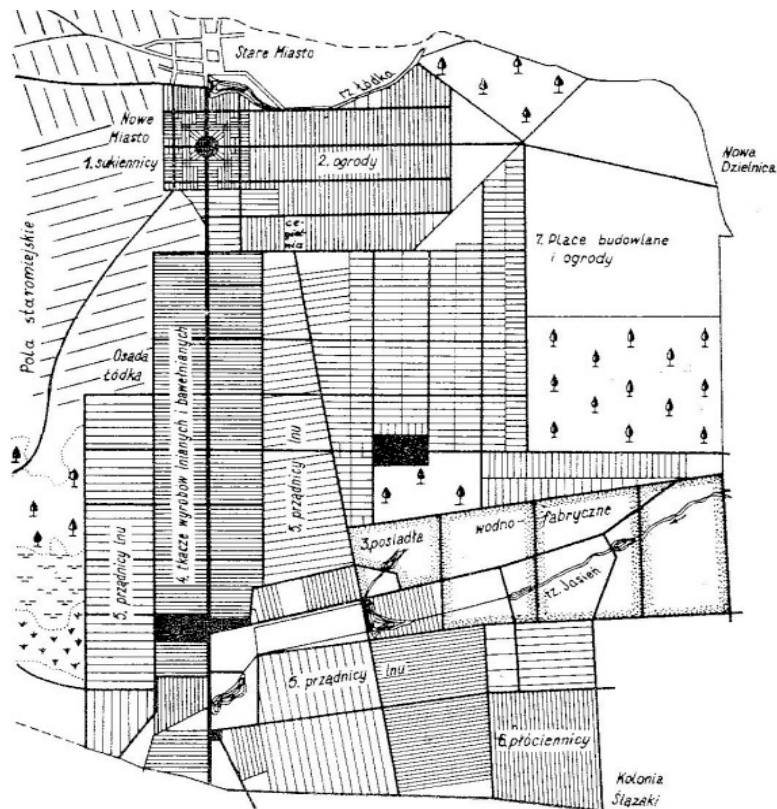 Stare Miasto
rz. Łódka
Nowe
Miasto
1. sukiennicy
2. ogrody
Nowa
Dzielnica
ce-
giel-
nia
7. Place budowlane
i ogrody
Pola staromiejskie
Osada
Łódka
4. tkacze wyrobów lnianych i bawełnianych
5. prządnicy lnu
5. prządnicy lnu
3. posiadła
wodno - fabryczne
rz. Jasień
5. prządnicy lnu
6. płóciennicy
Kolonia
Ślązaki